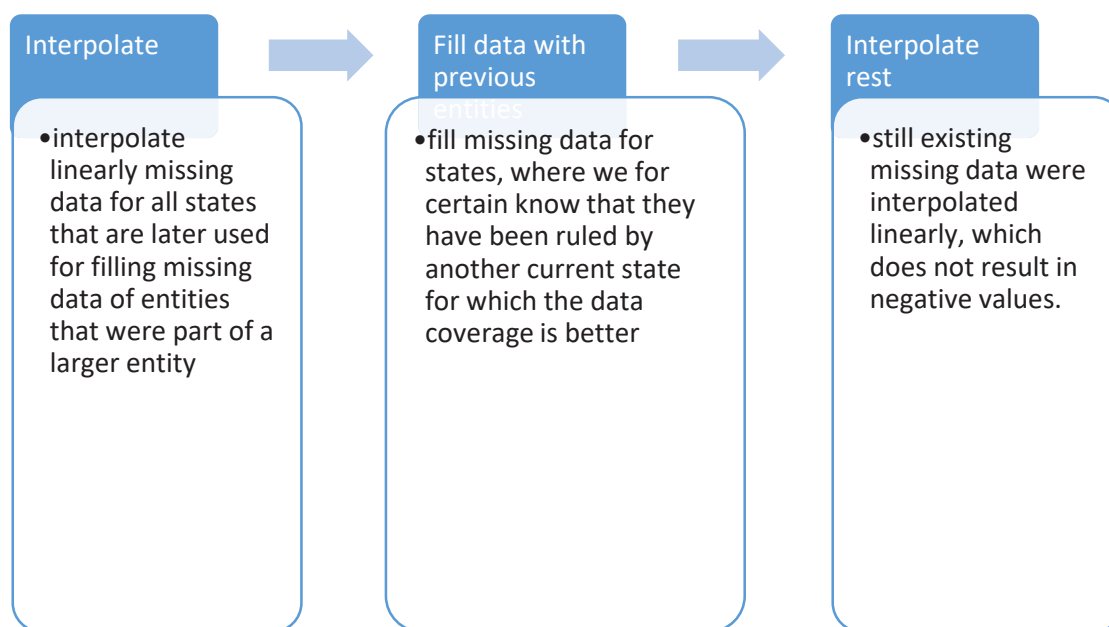 Interpolate
•interpolate
linearly missing
data for all states
that are later used
for filling missing
data of entities
that were part of a
larger entity
Fill data with
previous
entities
•fill missing data for
states, where we for
certain know that they
have been ruled by
another current state
for which the data
coverage is better
Interpolate
rest
•still existing
missing data were
interpolated
linearly, which
does not result in
negative values.